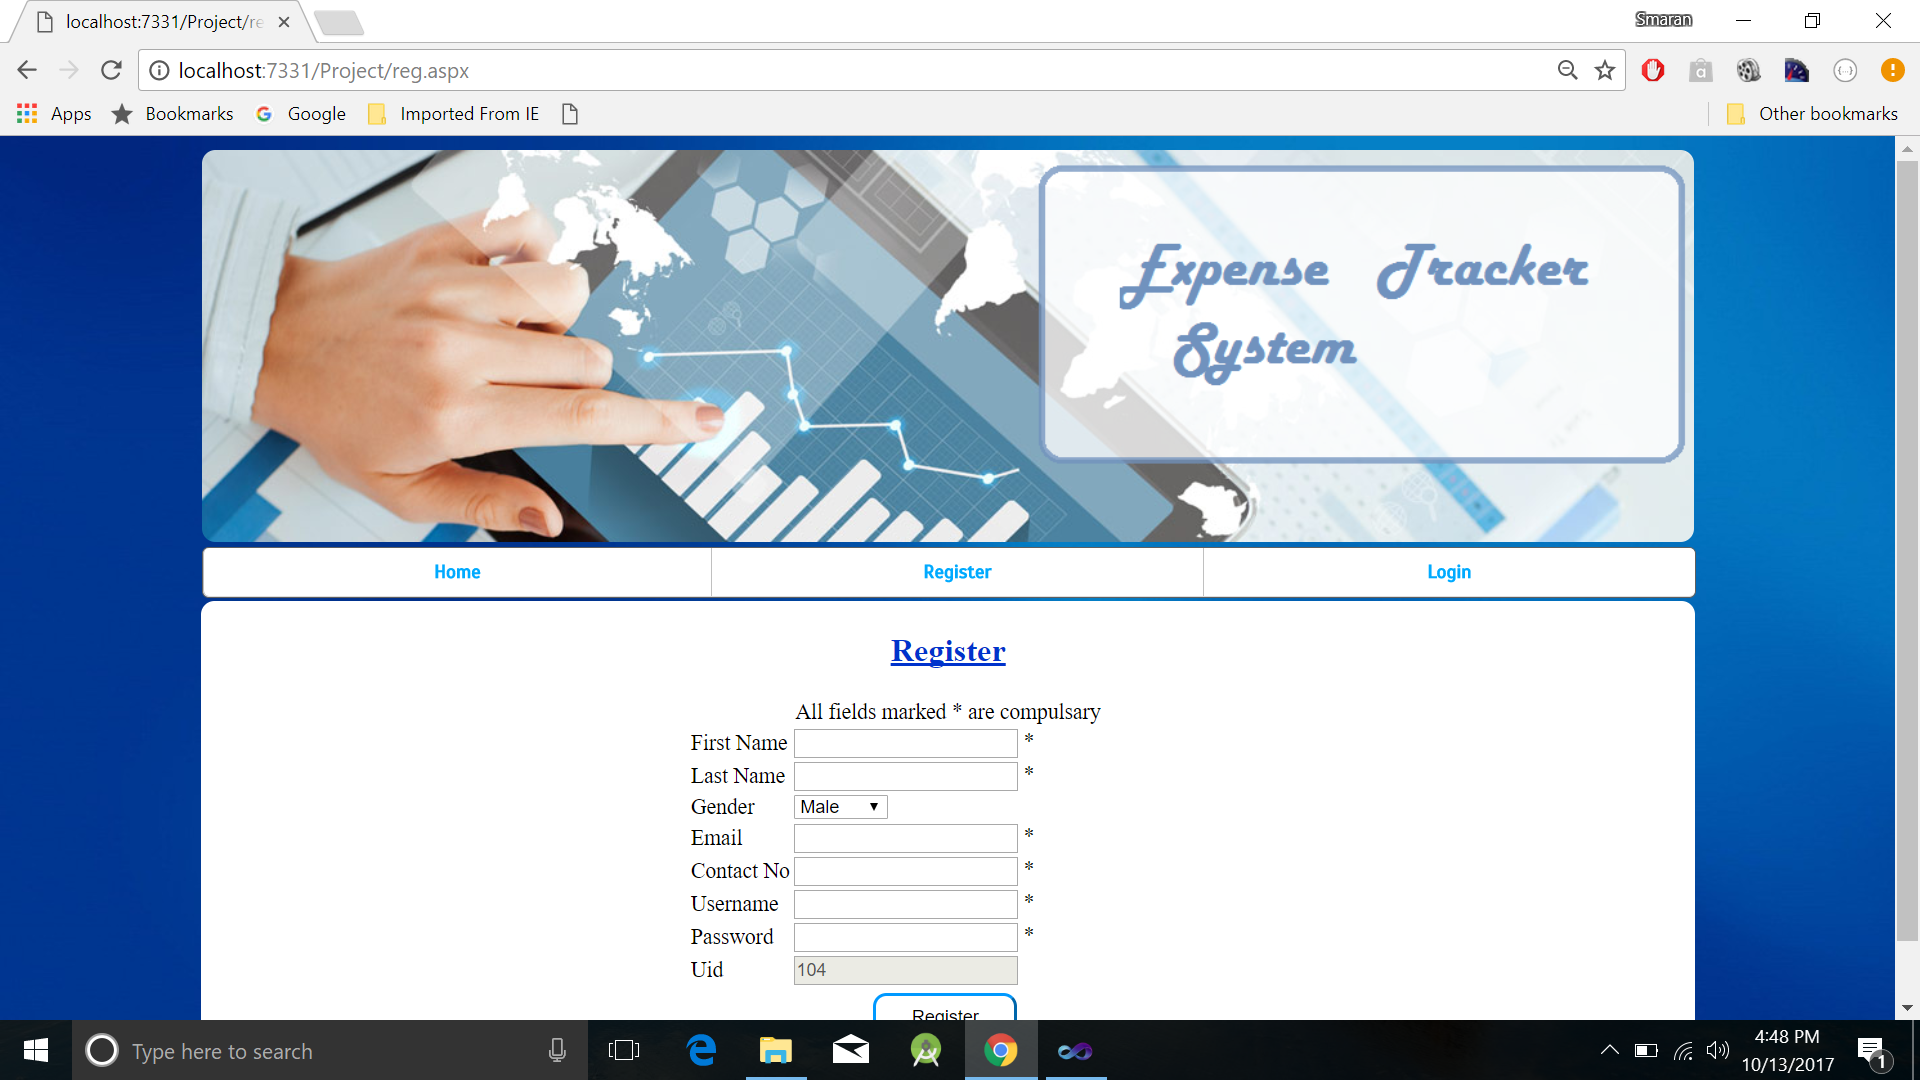 localhost:7331/Project/re
Smaran
localhost:7331/Project/reg.aspx
Apps
Bookmarks
Google
Imported From IE
Other bookmarks
Expense Tracker
System
Home
Register
Login
Register
All fields marked * are compulsary
First Name *
Last Name *
Gender Male
Email *
Contact No *
Username *
Password *
Uid 104
Register
Type here to search
4:48 PM
10/13/2017
1